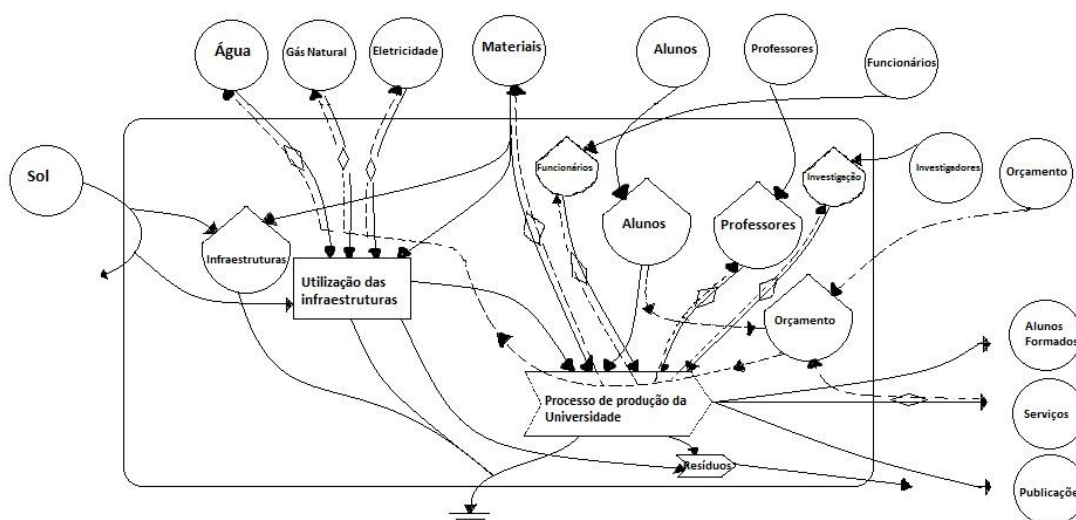 Água
Gás Natural
Eletricidade
Materiais
Alunos
Professores
Funcionários
Sol
Funcionários
Investigação
Investigadores
Orçamento
Alunos
Professores
Infraestruturas
Utilização das
infraestruturas
Orçamento
Alunos
Formados
Processo de produção da
Universidade
Serviços
Resíduos
Publicaçõe